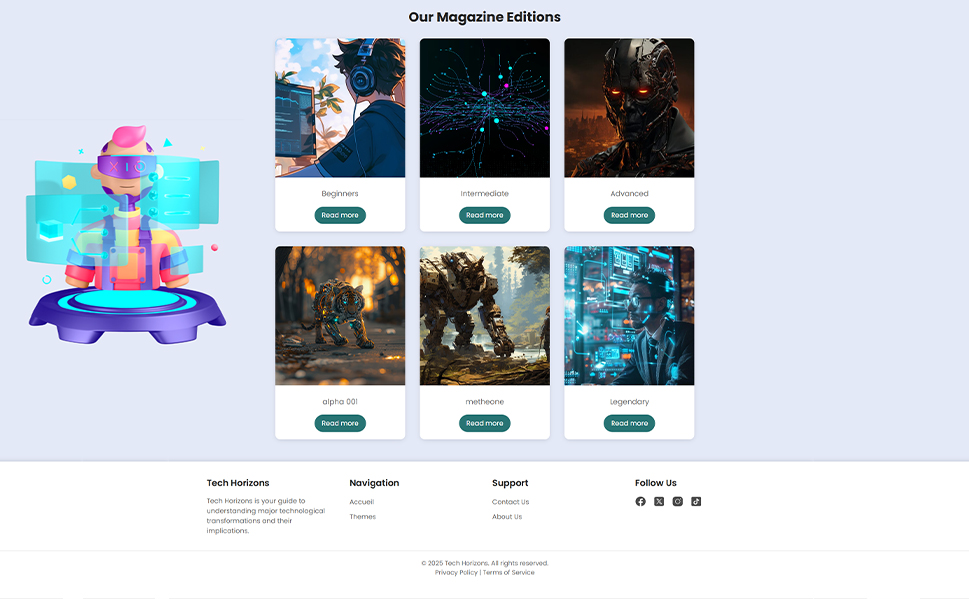 Our Magazine Editions
Beginners
Intermediate
Advanced
Read more
Read more
Read more
alpha 001
metheone
Legendary
Read more
Read more
Read more
Tech Horizons
Tech Horizons is your guide to
understanding major technological
transformations and their
implications.
Navigation
Accueil
Themes
Support
Contact Us
About Us
Follow Us
© 2025 Tech Horizons. All rights reserved.
Privacy Policy | Terms of Service